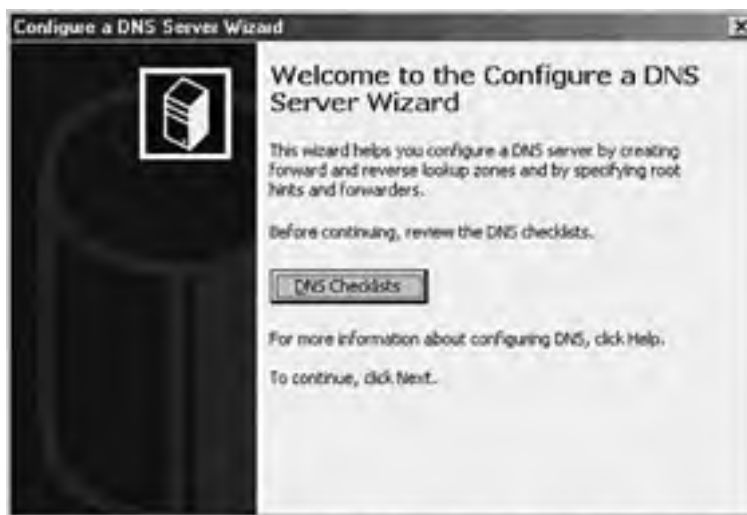 Configure a DNS Server Wizard
Welcome to the Configure a DNS
Server Wizard
This wizard helps you configure a DNS server by creating
forward and reverse lookup zones and by specifying root
hints and forwarders.
Before continuing, review the DNS checklists.
DNS Checklists
For more information about configuring DNS, click Help.
To continue, click Next.